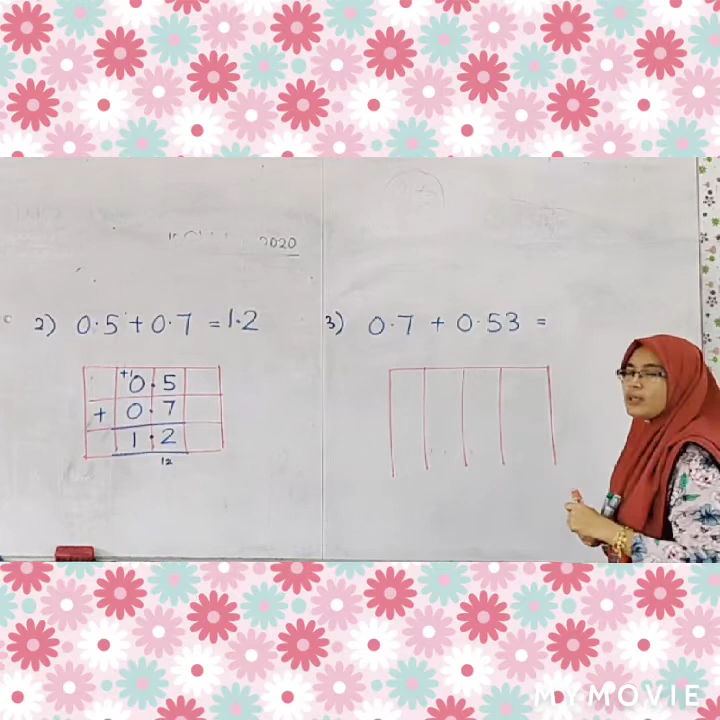 2020
2) 0.5 + 0.7 = 1.2
3) 0.7 + 0.53 =
+1
0.5
+ 0.7
1.2
12
MYMOVIE